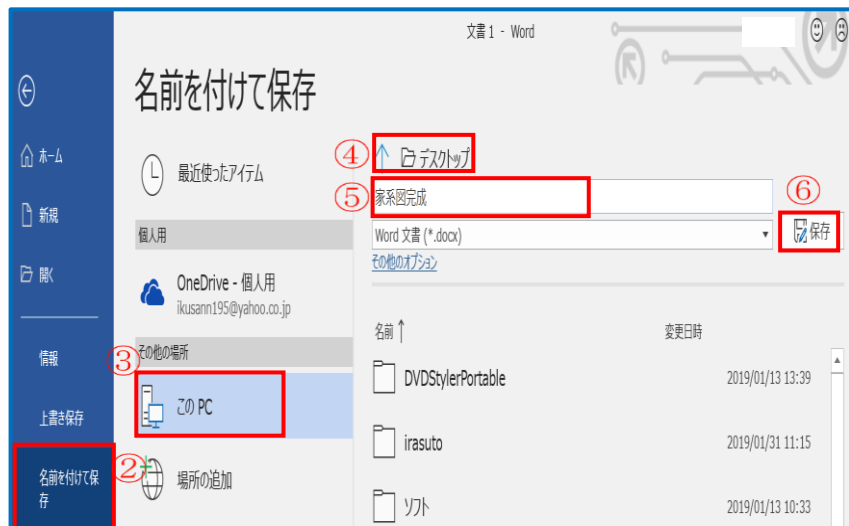 文書1 - Word
名前を付けて保存
ホーム
新規
開く
情報
上書き保存
②
名前を付けて保
存
最近使ったアイテム
個人用
OneDrive - 個人用
ikusann195@yahoo.co.jp
その他の場所
③
この PC
場所の追加
④
デスクトップ
⑤
家系図完成
⑥
Word 文書 (*.docx)
保存
その他のオプション
名前↑
変更日時
DVDStylerPortable
2019/01/13 13:39
irasuto
2019/01/31 11:15
ソフト
2019/01/13 10:33